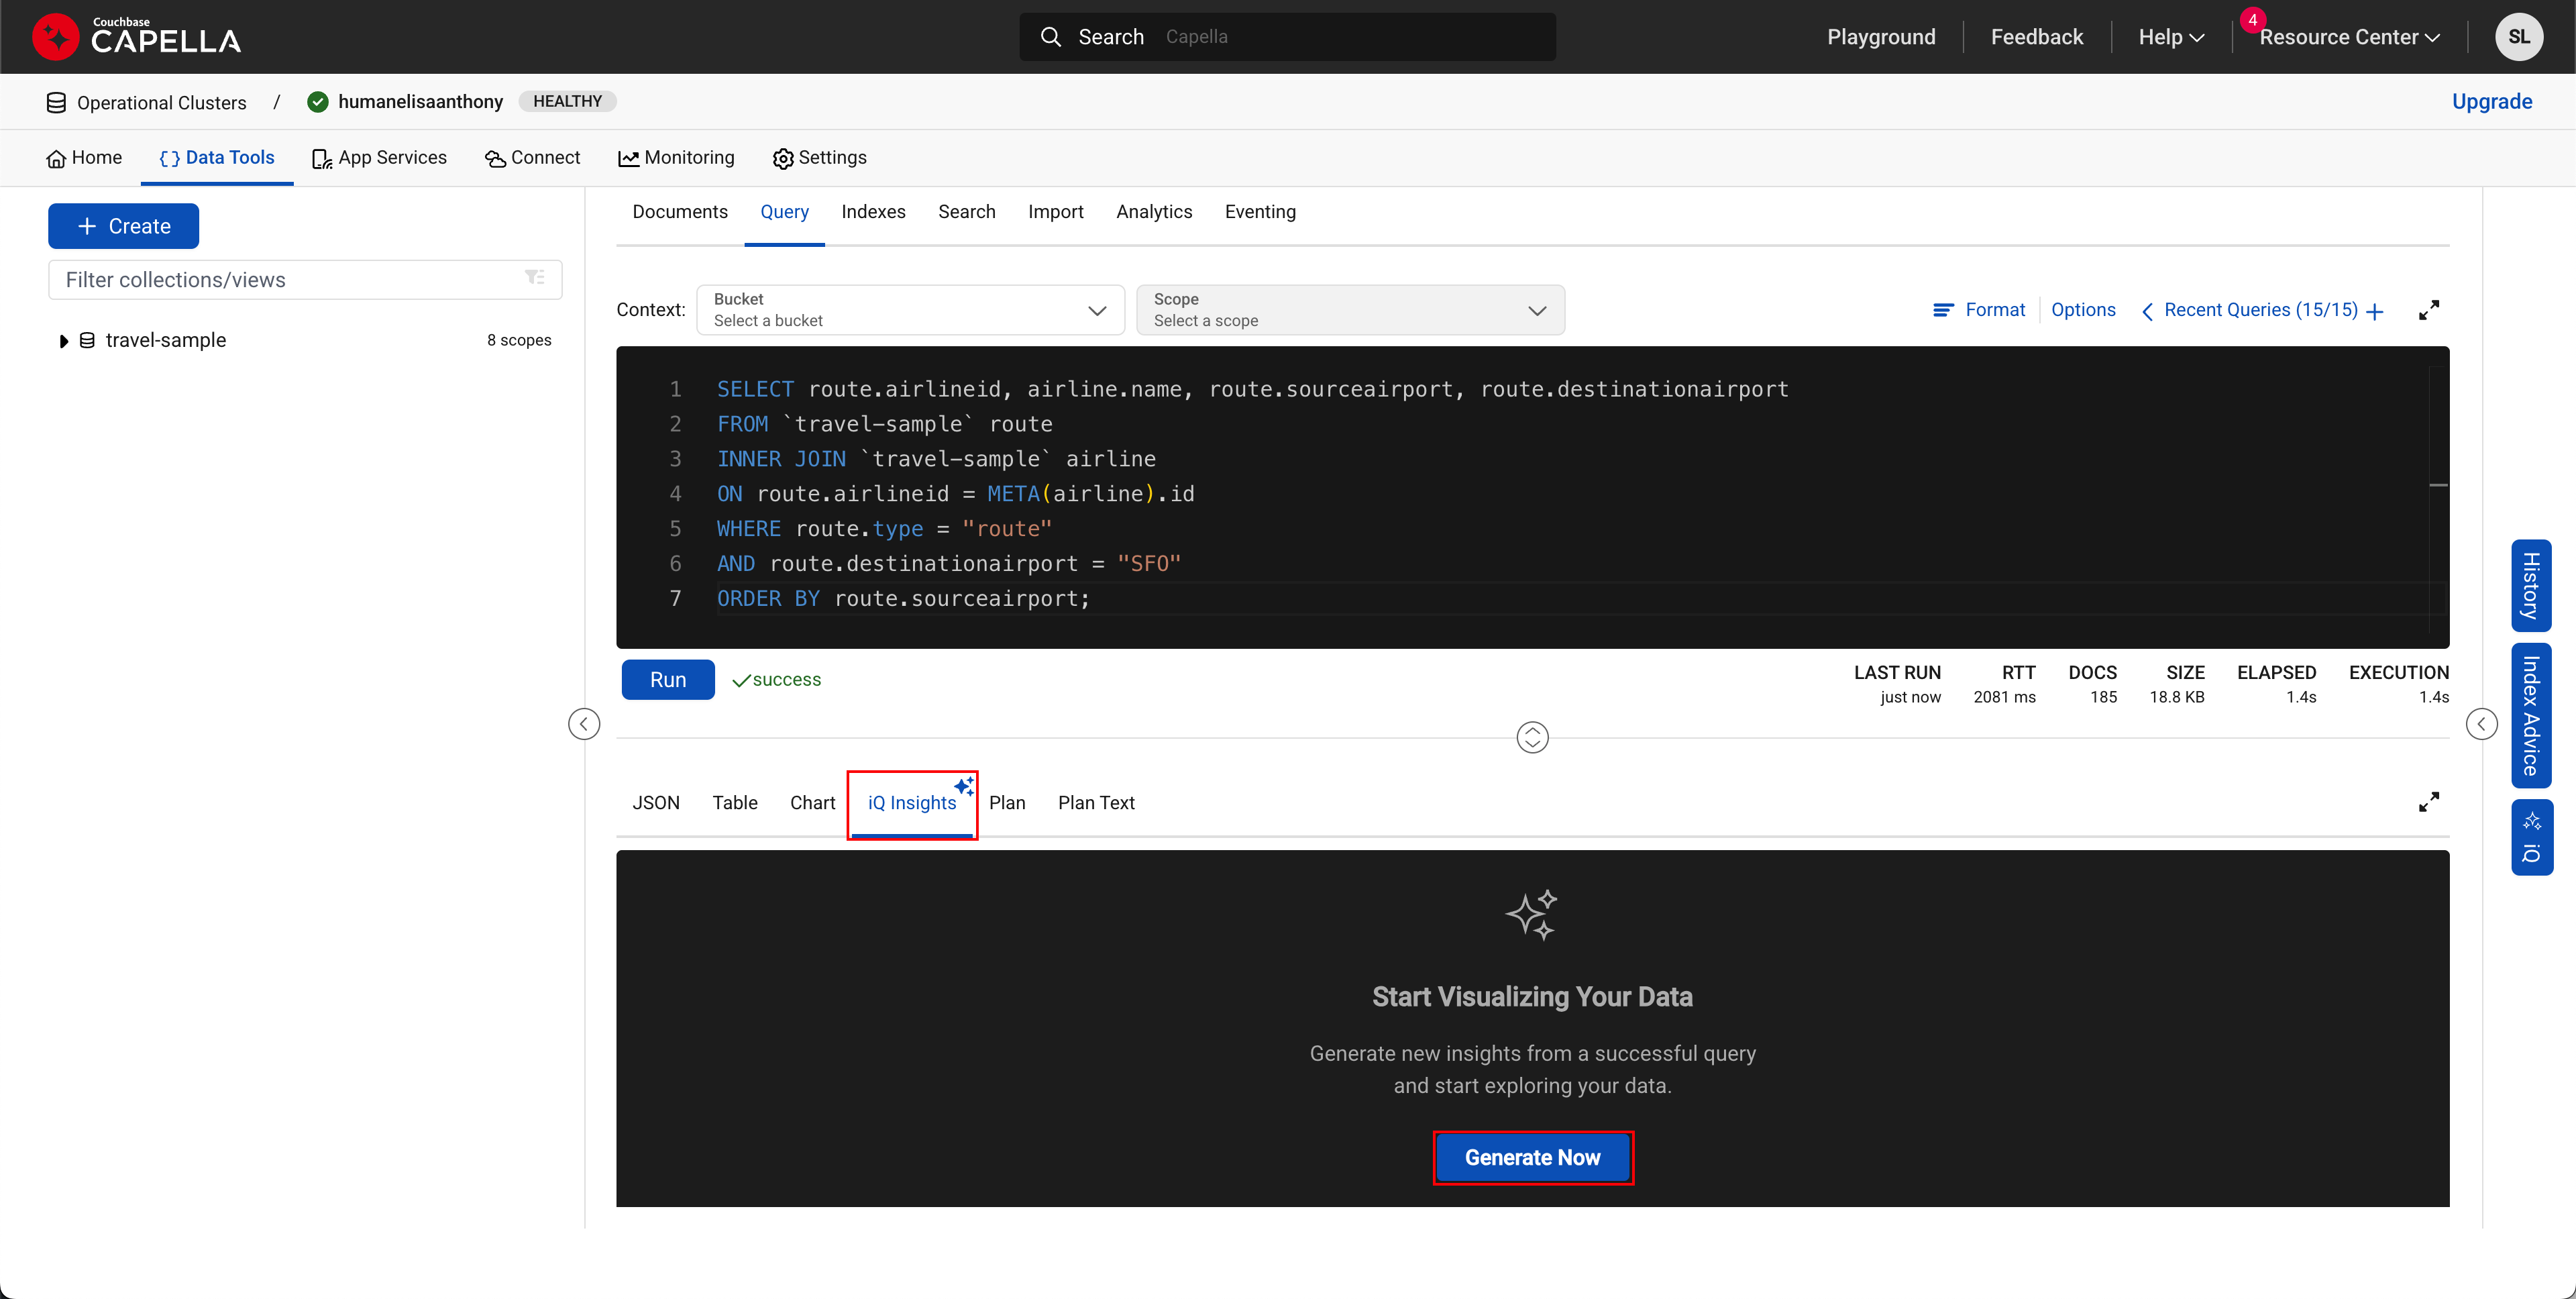 Couchbase
CAPELLA
Search Capella
Playground
Feedback
Help
4
Resource Center
SL
Operational Clusters / humanelisaanthony HEALTHY
Upgrade
Home
Data Tools
App Services
Connect
Monitoring
Settings
+ Create
Filter collections/views
travel-sample 8 scopes
Documents
Query
Indexes
Search
Import
Analytics
Eventing
Context:
Bucket
Select a bucket
Scope
Select a scope
Format
Options
Recent Queries (15/15) +
1 SELECT route.airlineid, airline.name, route.sourceairport, route.destinationairport
2 FROM `travel-sample` route
3 INNER JOIN `travel-sample` airline
4 ON route.airlineid = META(airline).id
5 WHERE route.type = "route"
6 AND route.destinationairport = "SFO"
7 ORDER BY route.sourceairport;
Run
success
LAST RUN RTT DOCS SIZE ELAPSED EXECUTION
just now 2081 ms 185 18.8 KB 1.4s 1.4s
JSON
Table
Chart
iQ Insights
Plan
Plan Text
Start Visualizing Your Data
Generate new insights from a successful query
and start exploring your data.
Generate Now
History
Index Advice
iQ